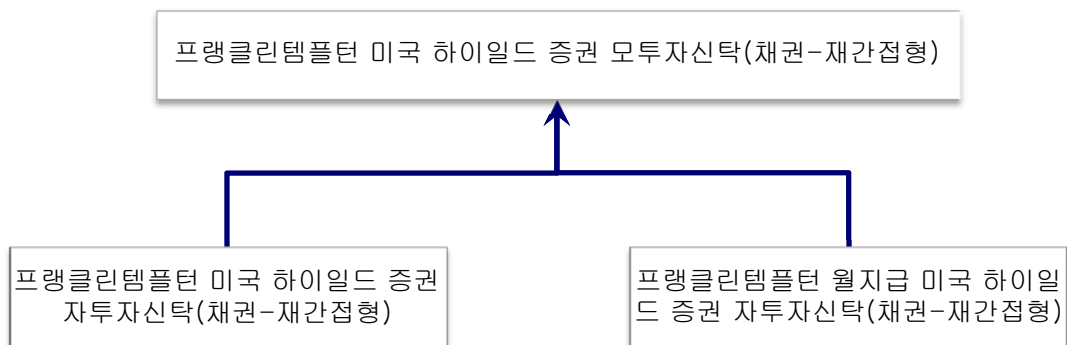 프랭클린템플턴 미국 하이일드 증권 모투자신탁(채권-재간접형)
프랭클린템플턴 미국 하이일드 증권
자투자신탁(채권-재간접형)
프랭클린템플턴 월지급 미국 하이일
드 증권 자투자신탁(채권-재간접형)